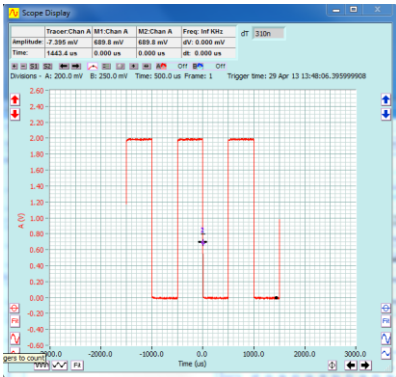 Scope Display
Tracer:Chan A M1:Chan A M2:Chan A Freq: Inf KHz dT 310n
Amplitude: -7.395 mV 689.8 mV 689.8 mV dV: 0.000 mV
Time: 1443.4 us 0.000 us 0.000 us dt: 0.000 us
S1 S2 Off Off
Divisions - A: 200.0 mV B: 250.0 mV Time: 500.0 us Frame: 1 Trigger time: 29 Apr 13 13:48:06.395999908
2.60
2.40
2.20
2.00
1.80
1.60
1.40
1.20
1.00
0.80
0.60
0.40
0.20
0.00
-0.20
-0.40
-0.60
A (V)
Fit
Fit
gers to count
000.0 -2000.0 -1000.0 0.0 1000.0 2000.0 3000.0
Time (us)
Fit